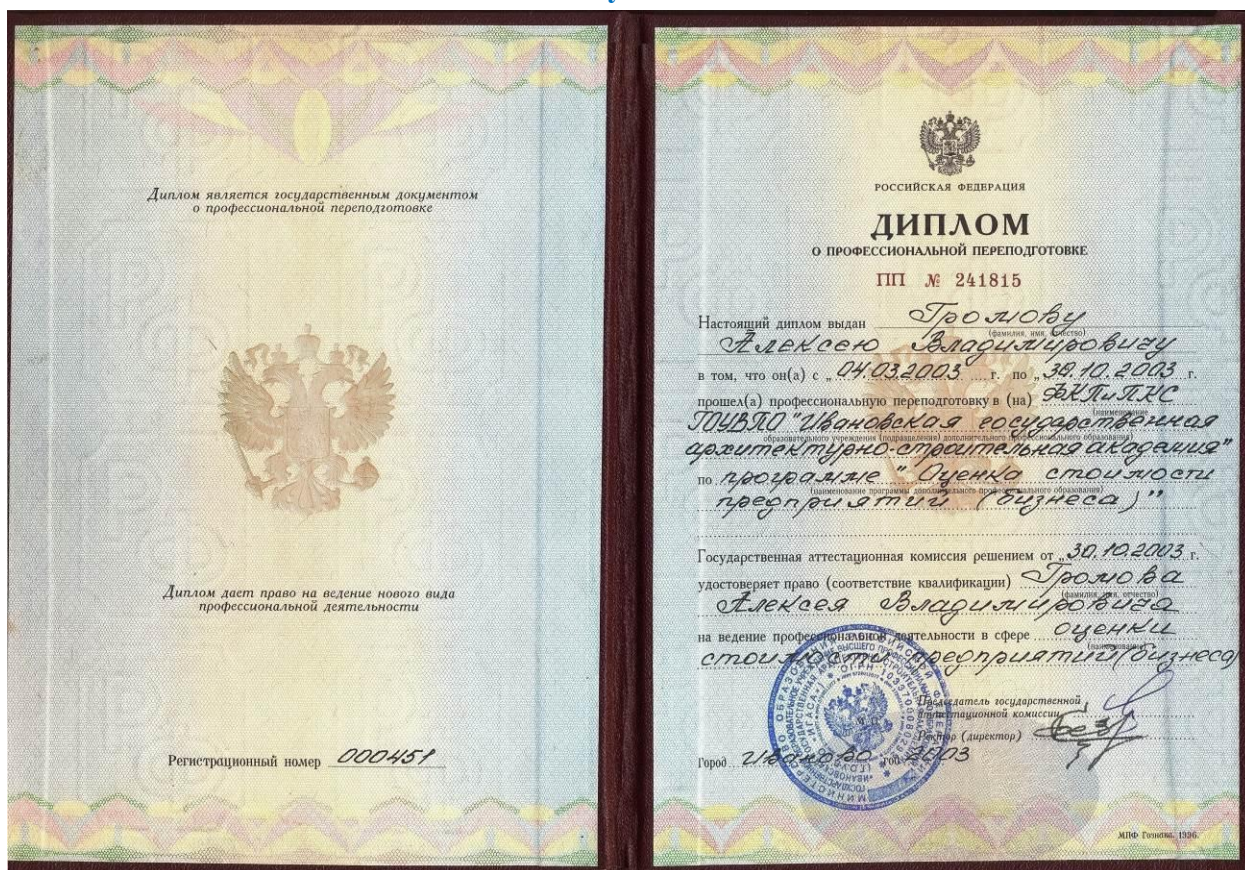 Диплом является государственным документом
о профессиональной переподготовке
Диплом дает право на ведение нового вида
профессиональной деятельности
Регистрационный номер 000451
РОССИЙСКАЯ ФЕДЕРАЦИЯ
ДИПЛОМ
О ПРОФЕССИОНАЛЬНОЙ ПЕРЕПОДГОТОВКЕ
ПП № 241815
Настоящий диплом выдан Громову
(фамилия, имя, отчество)
Алексею Владимировичу
в том, что он(а) с „04.03.2003 г. по „30.10.2003 г.
прошел(а) профессиональную переподготовку в (на) ФКПиПКС
(наименование
ГОУВПО "Ивановская государственная
образовательного учреждения (подразделения) дополнительного профессионального образования)
архитектурно-строительная академия"
по программе "Оценка стоимости
(наименование программы дополнительного профессионального образования)
предприятий (бизнеса)"
Государственная аттестационная комиссия решением от „30.10.2003 г.
удостоверяет право (соответствие квалификации) Громова
(фамилия, имя, отчество)
Алексея Владимировича
на ведение профессиональной деятельности в сфере оценки
(наименование)
стоимости предприятий (бизнеса)
Председатель государственной
аттестационной комиссии
Ректор (директор)
Город Иваново год 2003
МПФ Гознака. 1996.